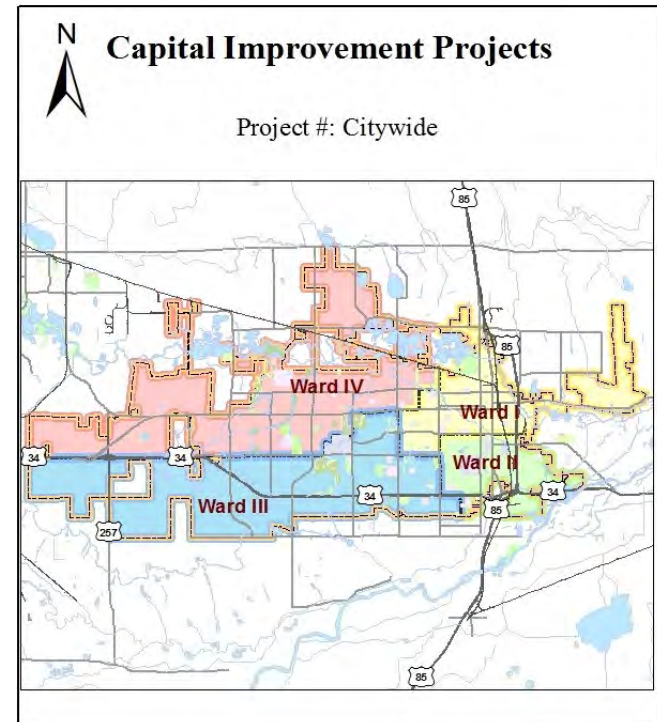 N
Capital Improvement Projects
Project #: Citywide
85
85
Ward IV
Ward I
34
34
Ward II
34
34
Ward III
85
257
85